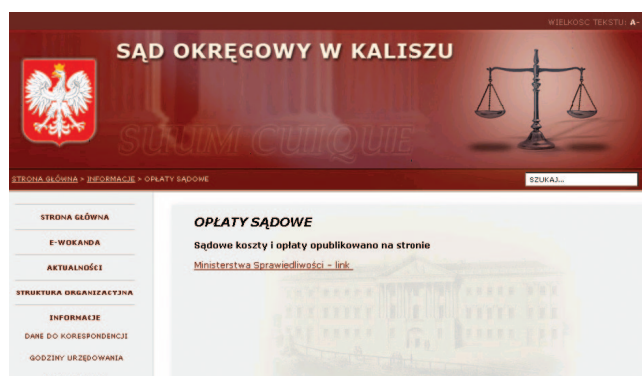 WIELKOSC TEKSTU: A-
SĄD OKRĘGOWY W KALISZU
SUUM CUIQUE
STRONA GŁÓWNA > INFORMACJE > OPŁATY SĄDOWE
SZUKAJ...
STRONA GŁÓWNA
E-WOKANDA
AKTUALNOŚCI
STRUKTURA ORGANIZACYJNA
INFORMACJE
DANE DO KORESPONDENCJI
GODZINY URZĘDOWANIA
OPŁATY SĄDOWE
Sądowe koszty i opłaty opublikowano na stronie
Ministerstwa Sprawiedliwości - link